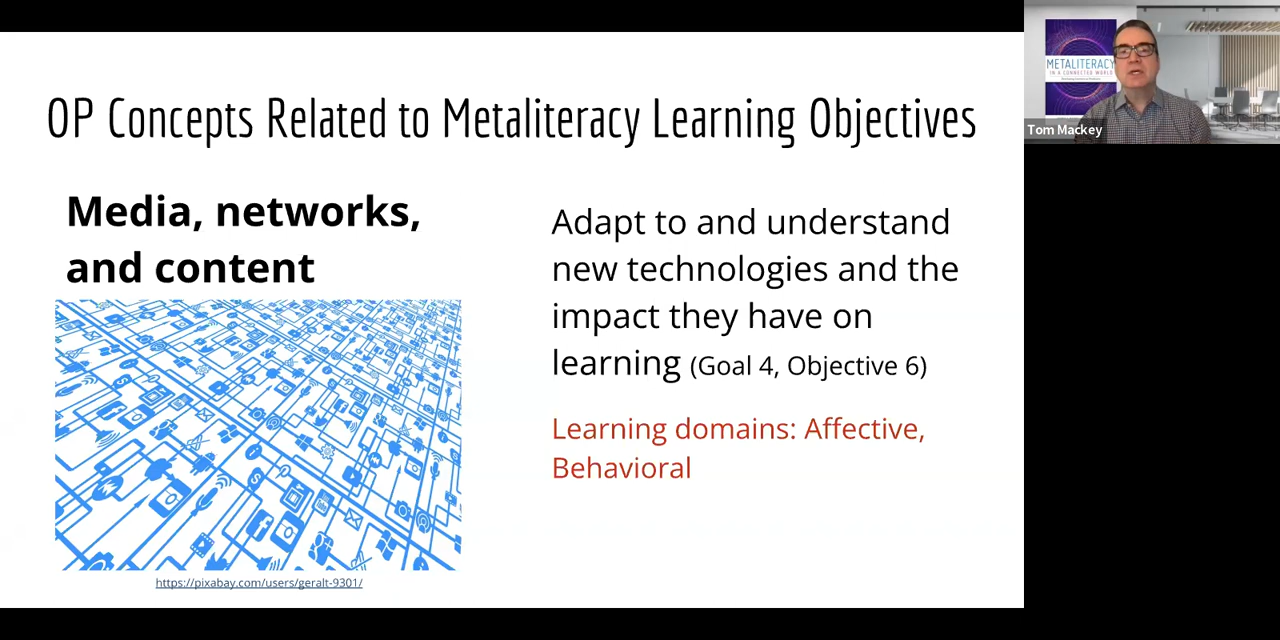 OP Concepts Related to Metaliteracy Learning Objectives
Media, networks,
and content
Adapt to and understand
new technologies and the
impact they have on
learning (Goal 4, Objective 6)
Learning domains: Affective,
Behavioral
https://pixabay.com/users/geralt-9301/
METALITERACY
IN A CONNECTED WORLD
Tom Mackey